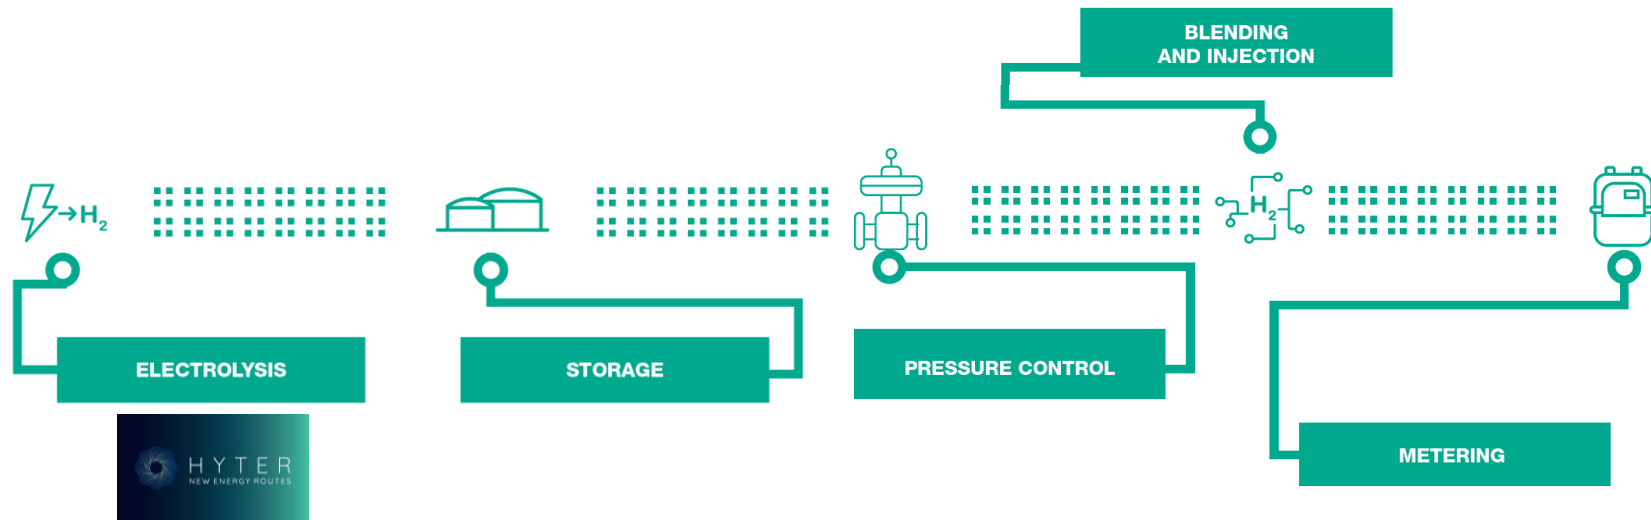 BLENDING
AND INJECTION
H2
H2
ELECTROLYSIS
STORAGE
PRESSURE CONTROL
METERING
HYTER
NEW ENERGY ROUTES